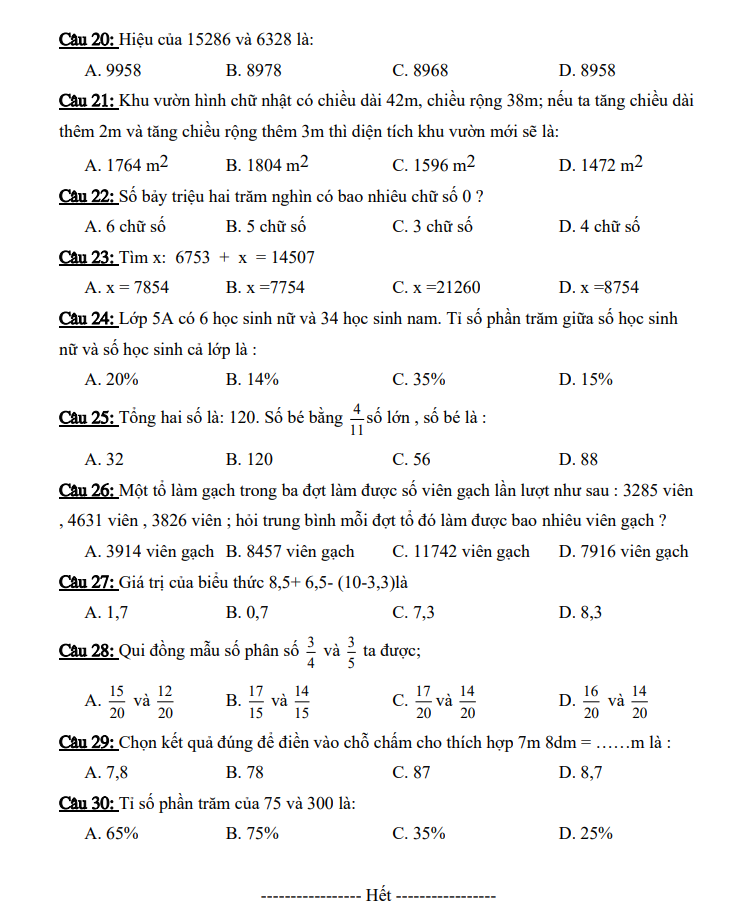 Câu 20: Hiệu của 15286 và 6328 là:
A. 9958 B. 8978 C. 8968 D. 8958
Câu 21: Khu vườn hình chữ nhật có chiều dài 42m, chiều rộng 38m; nếu ta tăng chiều dài
thêm 2m và tăng chiều rộng thêm 3m thì diện tích khu vườn mới sẽ là:
A. 1764 m² B. 1804 m² C. 1596 m² D. 1472 m²
Câu 22: Số bảy triệu hai trăm nghìn có bao nhiêu chữ số 0 ?
A. 6 chữ số B. 5 chữ số C. 3 chữ số D. 4 chữ số
Câu 23: Tìm x: 6753 + x = 14507
A. x = 7854 B. x =7754 C. x =21260 D. x =8754
Câu 24: Lớp 5A có 6 học sinh nữ và 34 học sinh nam. Tỉ số phần trăm giữa số học sinh
nữ và số học sinh cả lớp là :
A. 20% B. 14% C. 35% D. 15%
Câu 25: Tổng hai số là: 120. Số bé bằng 4/11 số lớn , số bé là :
A. 32 B. 120 C. 56 D. 88
Câu 26: Một tổ làm gạch trong ba đợt làm được số viên gạch lần lượt như sau : 3285 viên
, 4631 viên , 3826 viên ; hỏi trung bình mỗi đợt tổ đó làm được bao nhiêu viên gạch ?
A. 3914 viên gạch B. 8457 viên gạch C. 11742 viên gạch D. 7916 viên gạch
Câu 27: Giá trị của biểu thức 8,5+ 6,5- (10-3,3)là
A. 1,7 B. 0,7 C. 7,3 D. 8,3
Câu 28: Qui đồng mẫu số phân số 3/4 và 3/5 ta được;
A. 15/20 và 12/20 B. 17/15 và 14/15 C. 17/20 và 14/20 D. 16/20 và 14/20
Câu 29: Chọn kết quả đúng để điền vào chỗ chấm cho thích hợp 7m 8dm = ……m là :
A. 7,8 B. 78 C. 87 D. 8,7
Câu 30: Tỉ số phần trăm của 75 và 300 là:
A. 65% B. 75% C. 35% D. 25%
----------------- Hết -----------------